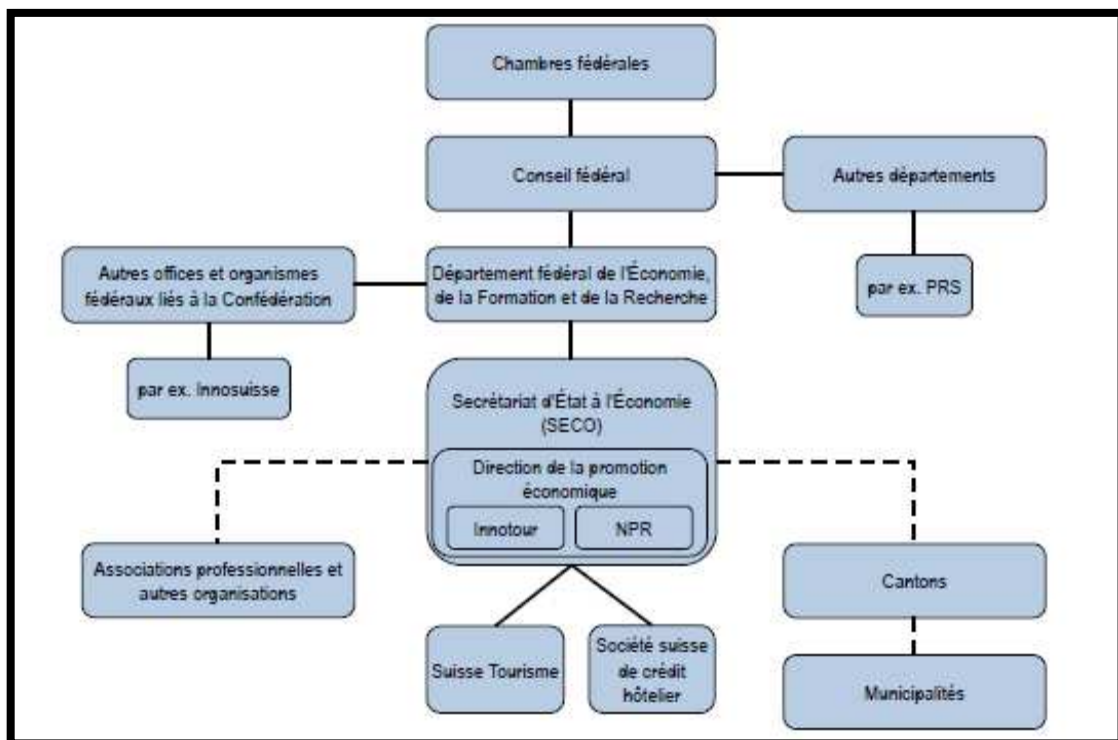 Chambres fédérales
Conseil fédéral
Autres départements
Autres offices et organismes
fédéraux liés à la Confédération
Département fédéral de l'Économie,
de la Formation et de la Recherche
par ex. PRS
par ex. Innosuisse
Secrétariat d'État à l'Économie
(SECO)
Direction de la promotion
économique
Innotour
NPR
Associations professionnelles et
autres organisations
Cantons
Suisse Tourisme
Société suisse
de crédit
hôtelier
Municipalités